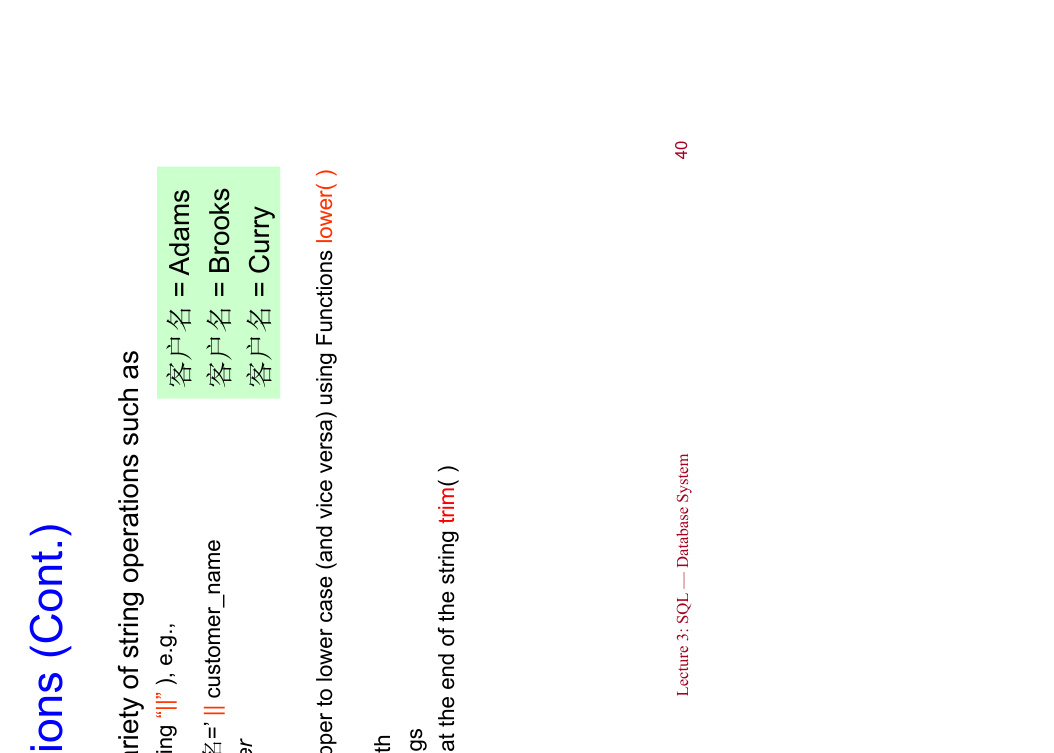 ions (Cont.)
ariety of string operations such as
ing “||” ), e.g.,
名=’ || customer_name
er
客户名 = Adams
客户名 = Brooks
客户名 = Curry
pper to lower case (and vice versa) using Functions lower( )
th
gs
at the end of the string trim( )
Lecture 3: SQL — Database System
40